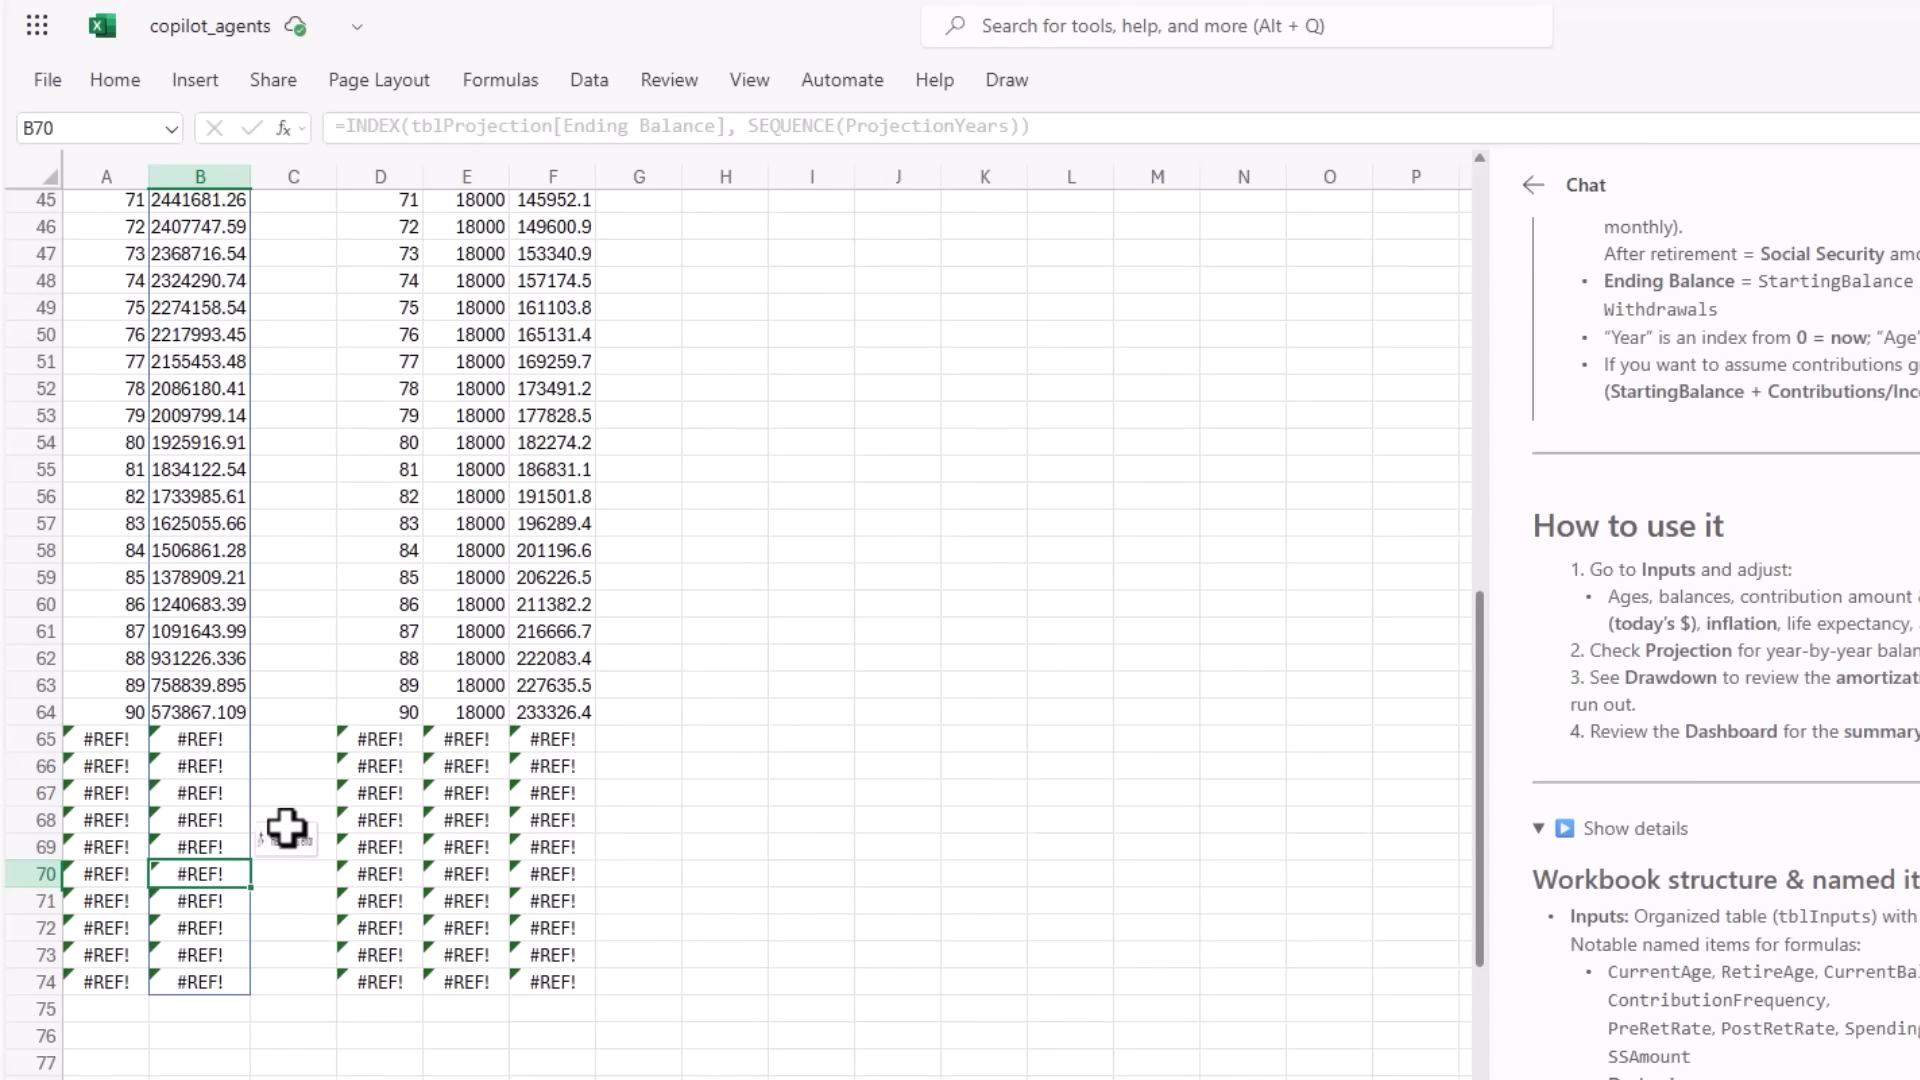 copilot_agents
Search for tools, help, and more (Alt + Q)
File Home Insert Share Page Layout Formulas Data Review View Automate Help Draw
B70 fx =INDEX(tblProjection[Ending Balance], SEQUENCE(ProjectionYears))
A B C D E F G H I J K L M N O P
45 71 2441681.26 71 18000 145952.1
46 72 2407747.59 72 18000 149600.9
47 73 2368716.54 73 18000 153340.9
48 74 2324290.74 74 18000 157174.5
49 75 2274158.54 75 18000 161103.8
50 76 2217993.45 76 18000 165131.4
51 77 2155453.48 77 18000 169259.7
52 78 2086180.41 78 18000 173491.2
53 79 2009799.14 79 18000 177828.5
54 80 1925916.91 80 18000 182274.2
55 81 1834122.54 81 18000 186831.1
56 82 1733985.61 82 18000 191501.8
57 83 1625055.66 83 18000 196289.4
58 84 1506861.28 84 18000 201196.6
59 85 1378909.21 85 18000 206226.5
60 86 1240683.39 86 18000 211382.2
61 87 1091643.99 87 18000 216666.7
62 88 931226.336 88 18000 222083.4
63 89 758839.895 89 18000 227635.5
64 90 573867.109 90 18000 233326.4
65 #REF! #REF! #REF! #REF! #REF!
66 #REF! #REF! #REF! #REF! #REF!
67 #REF! #REF! #REF! #REF! #REF!
68 #REF! #REF! #REF! #REF! #REF!
69 #REF! #REF! #REF! #REF! #REF!
70 #REF! #REF! #REF! #REF! #REF!
71 #REF! #REF! #REF! #REF! #REF!
72 #REF! #REF! #REF! #REF! #REF!
73 #REF! #REF! #REF! #REF! #REF!
74 #REF! #REF! #REF! #REF! #REF!
75
76
77
Chat
monthly).
After retirement = Social Security
• Ending Balance = StartingBalance
Withdrawals
• “Year” is an index from 0 = now; “Age”
• If you want to assume contributions
(StartingBalance + Contributions/
How to use it
1. Go to Inputs and adjust:
• Ages, balances, contribution amount
(today's $), inflation, life expectancy,
2. Check Projection for year-by-year
3. See Drawdown to review the
run out.
4. Review the Dashboard for the summary
▼ Show details
Workbook structure & named
• Inputs: Organized table (tblInputs) with
Notable named items for formulas:
• CurrentAge, RetireAge,
ContributionFrequency,
PreRetRate, PostRetRate,
SSAmount